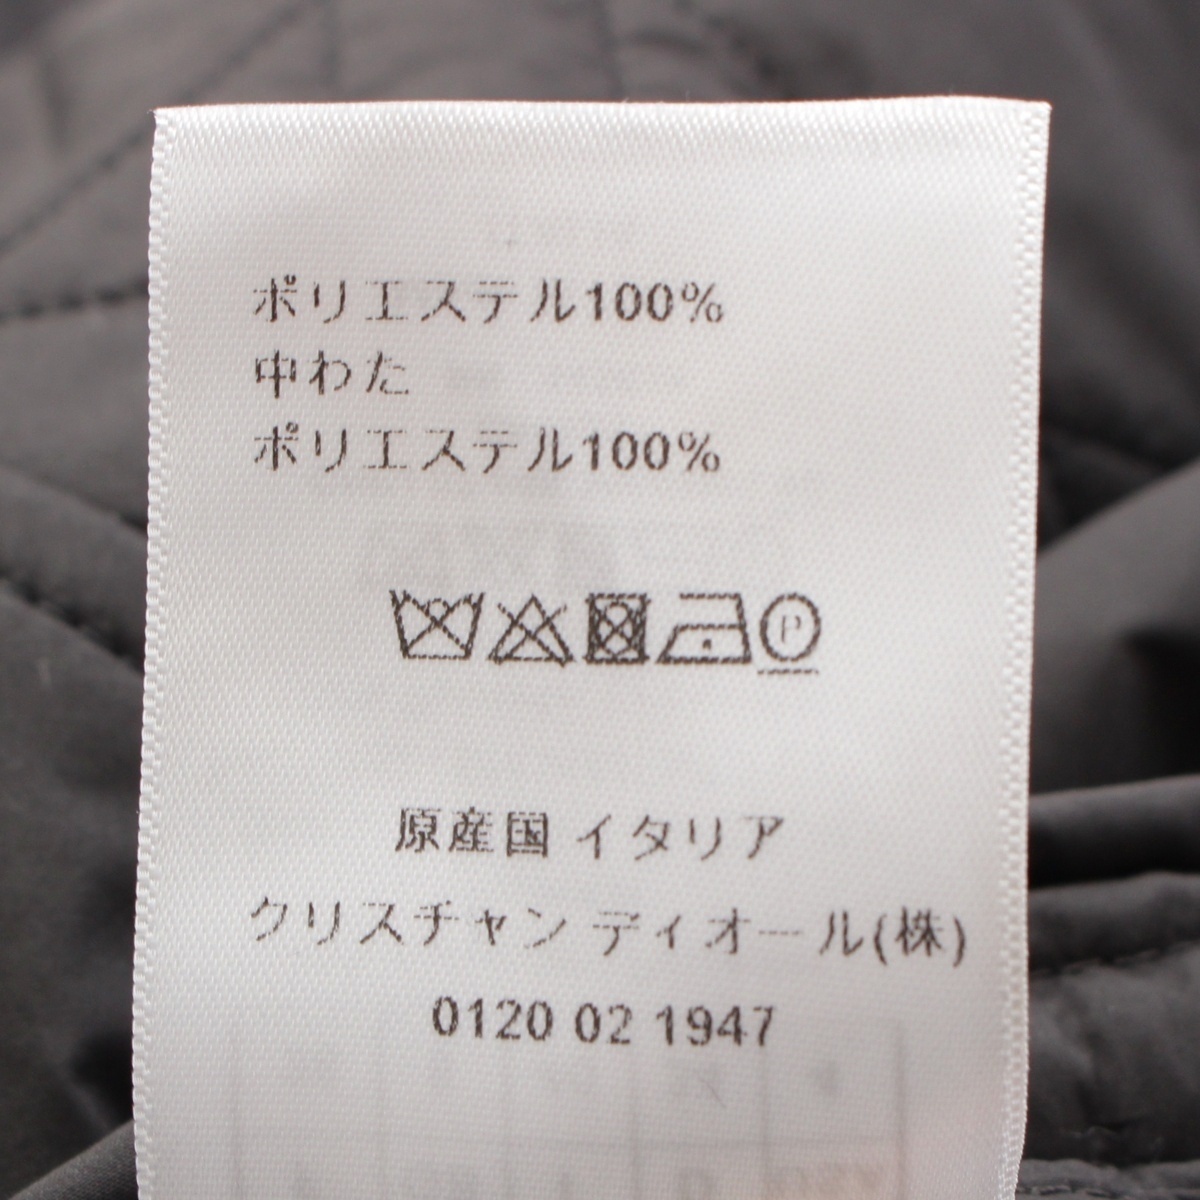 ポリエステル100%
中わた
ポリエステル100%
P
原産国 イタリア
クリスチャン ディオール(株)
0120 02 1947